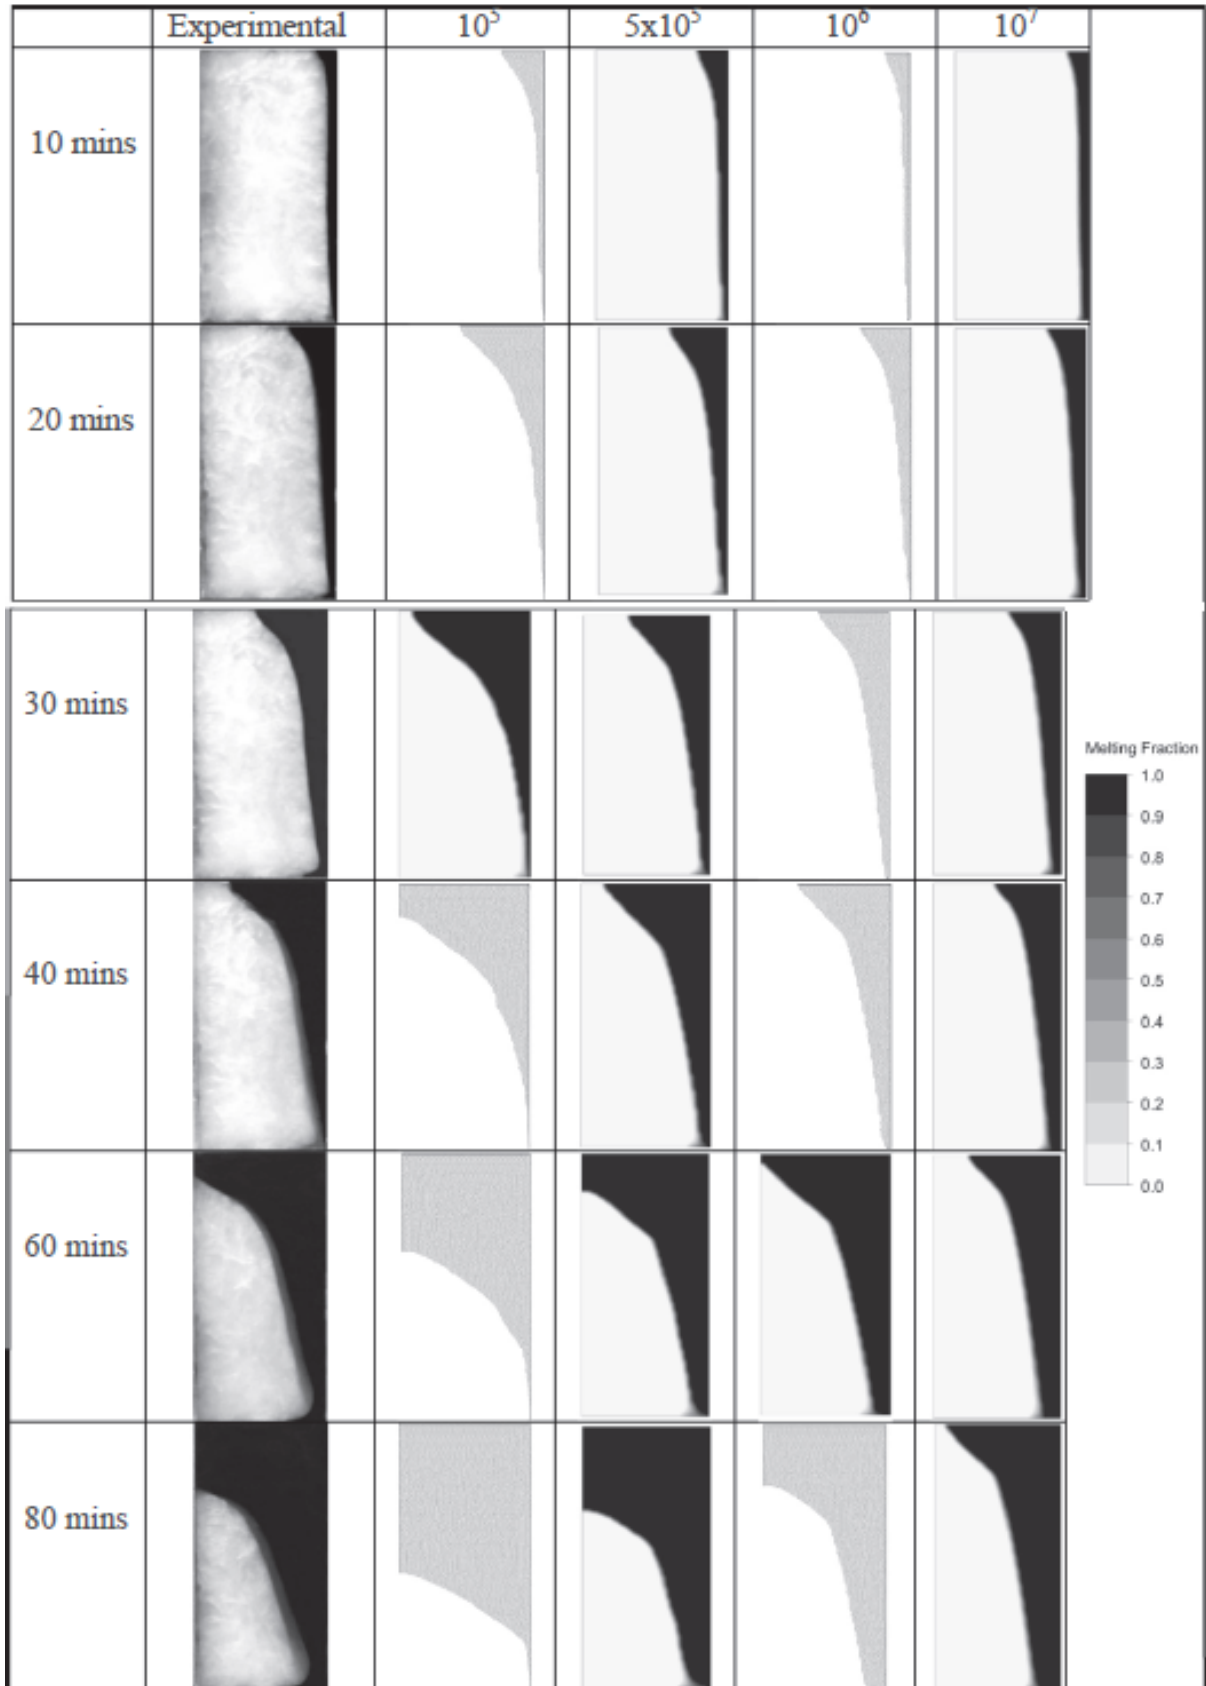 Experimental 10⁵ 5x10⁵ 10⁶ 10⁷
10 mins
20 mins
30 mins
40 mins
60 mins
80 mins
Melting Fraction
1.0
0.9
0.8
0.7
0.6
0.5
0.4
0.3
0.2
0.1
0.0